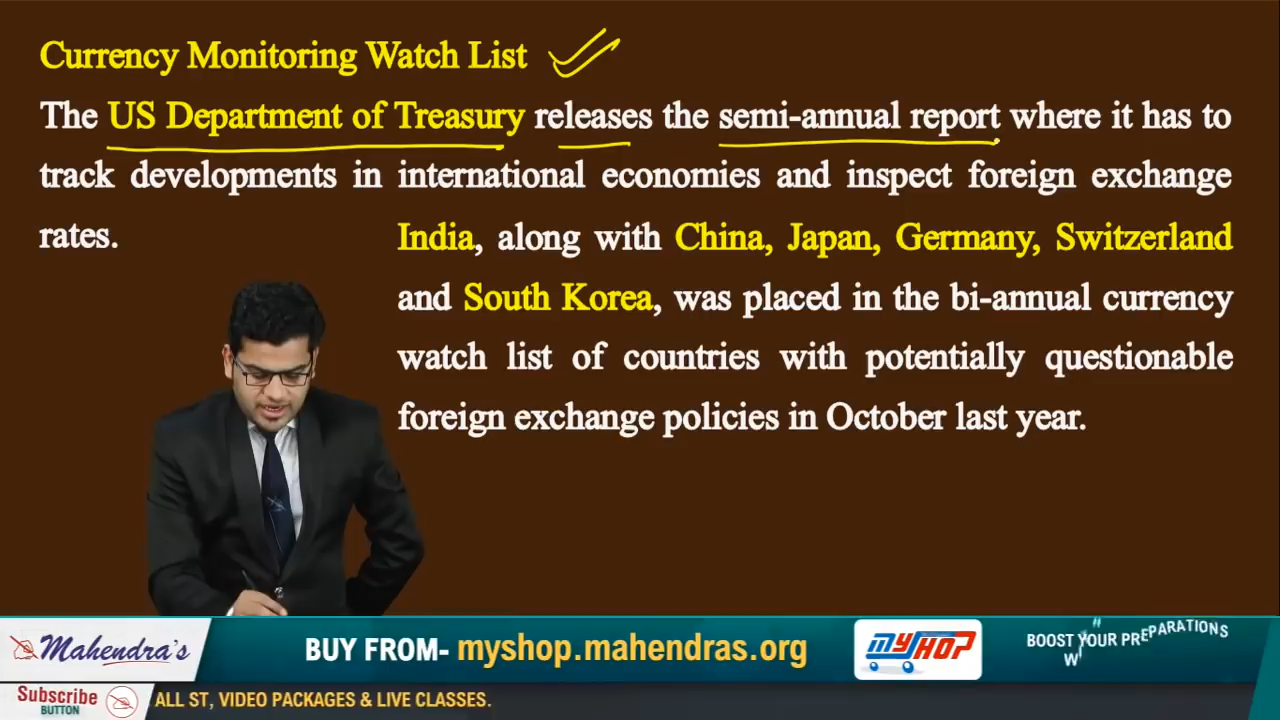 Currency Monitoring Watch List
The US Department of Treasury releases the semi-annual report where it has to
track developments in international economies and inspect foreign exchange
rates.
India, along with China, Japan, Germany, Switzerland
and South Korea, was placed in the bi-annual currency
watch list of countries with potentially questionable
foreign exchange policies in October last year.
Mahendra's
BUY FROM- myshop.mahendras.org
MY SHOP
BOOST YOUR PREPARATIONS
W
Subscribe
BUTTON
ALL ST, VIDEO PACKAGES & LIVE CLASSES.